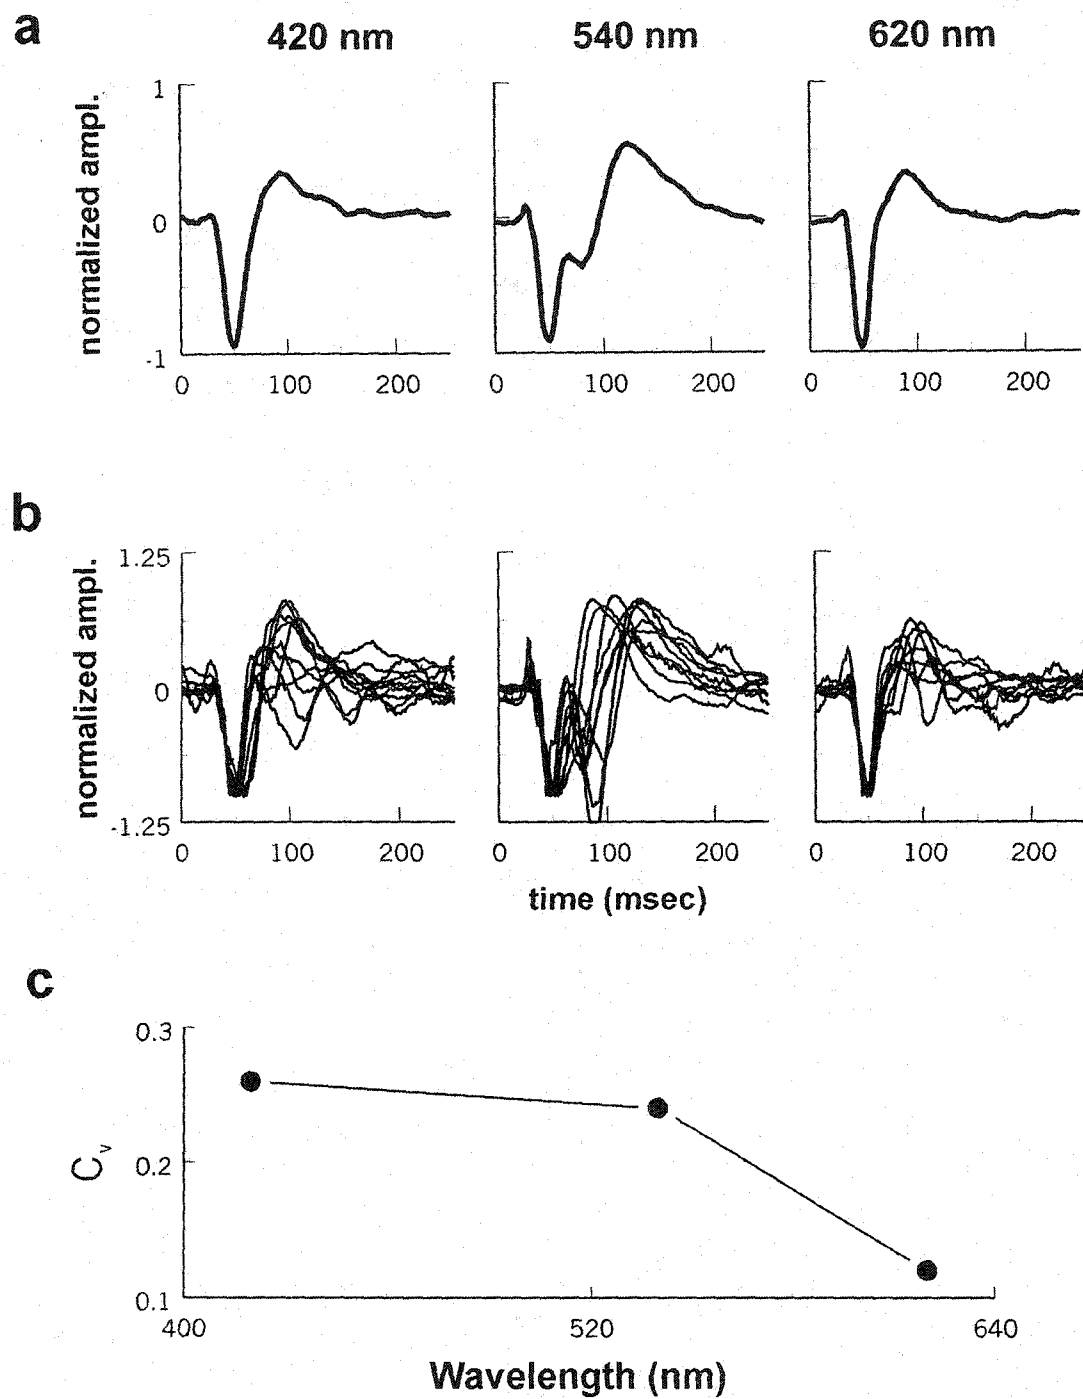 a
420 nm 540 nm 620 nm
normalized ampl.
1
0
-1
0 100 200
0 100 200
0 100 200
b
normalized ampl.
1.25
0
-1.25
0 100 200
0 100 200
0 100 200
time (msec)
c
Cv
0.3
0.2
0.1
400 520 640
Wavelength (nm)